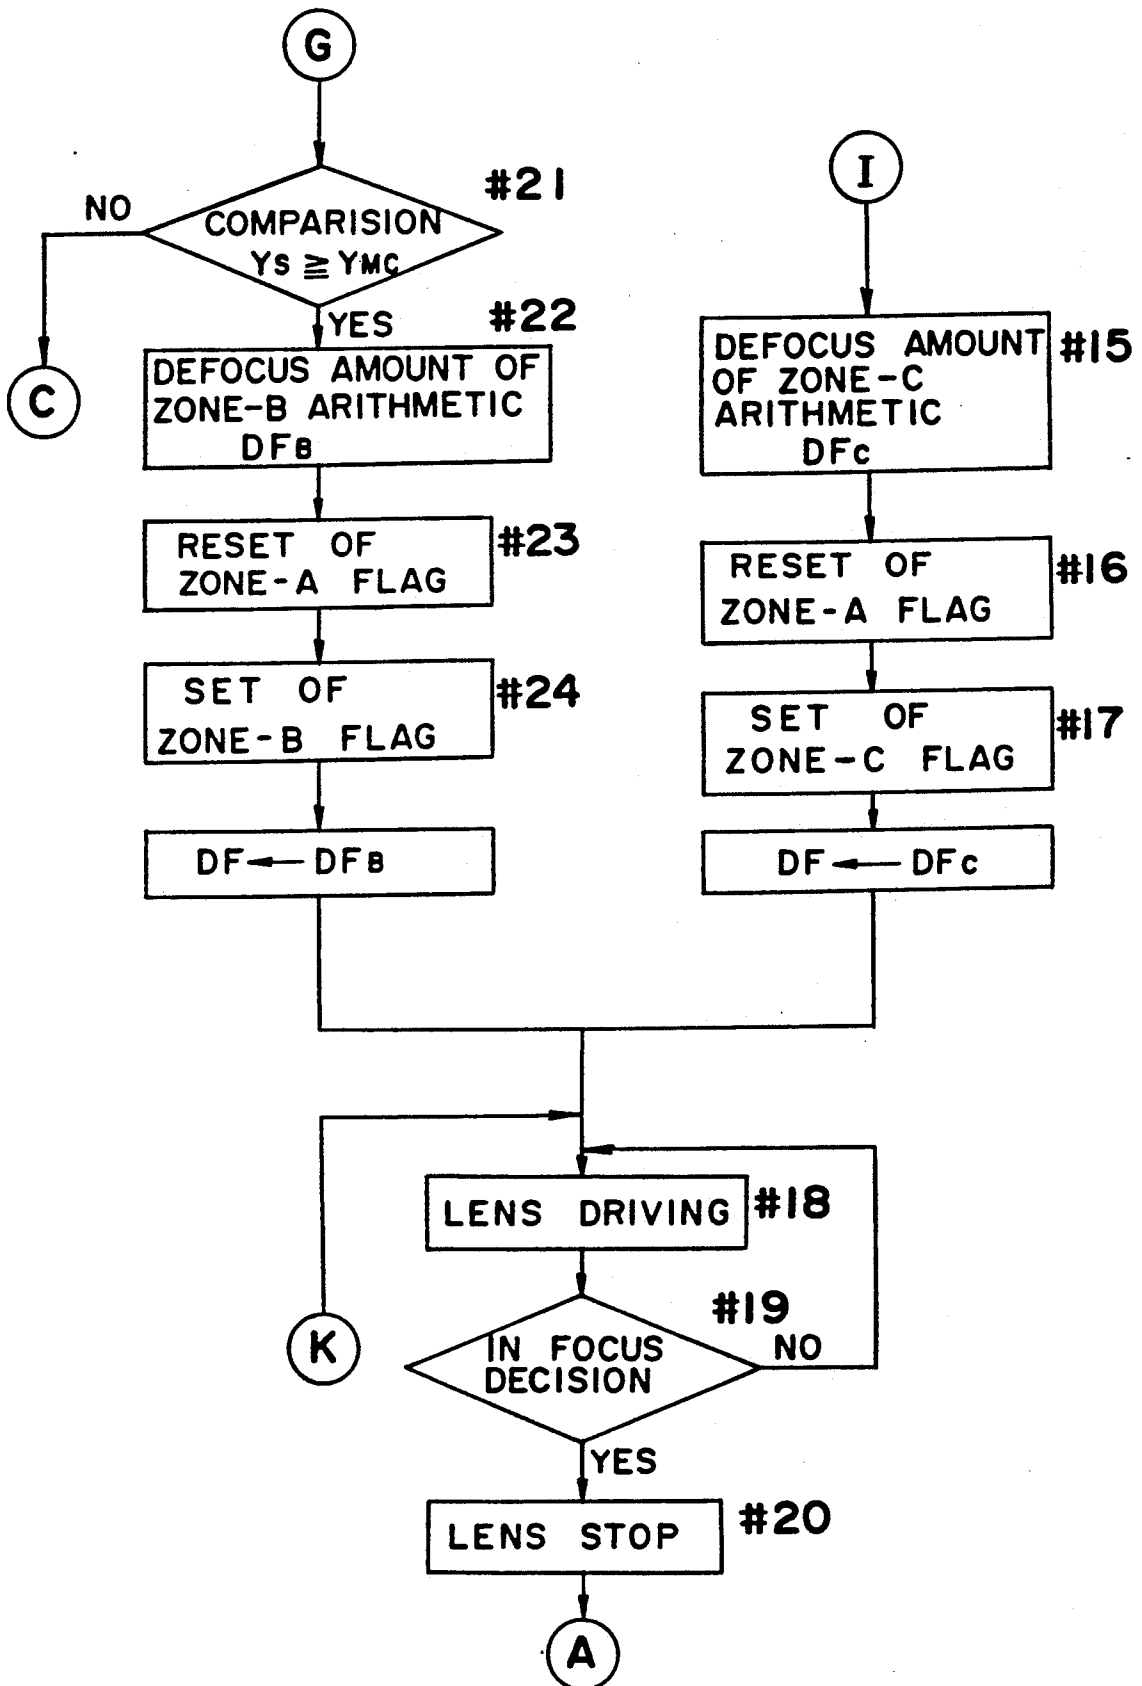 G
#21
NO
COMPARISION
YS ≧ YMC
YES
#22
C
DEFOCUS AMOUNT OF
ZONE-B ARITHMETIC
DFB
RESET OF
ZONE-A FLAG
#23
SET OF
ZONE-B FLAG
#24
DF ← DFB
I
DEFOCUS AMOUNT
OF ZONE-C
ARITHMETIC
DFC
#15
RESET OF
ZONE-A FLAG
#16
SET OF
ZONE-C FLAG
#17
DF ← DFC
LENS DRIVING
#18
K
#19
IN FOCUS
DECISION
NO
YES
LENS STOP
#20
A